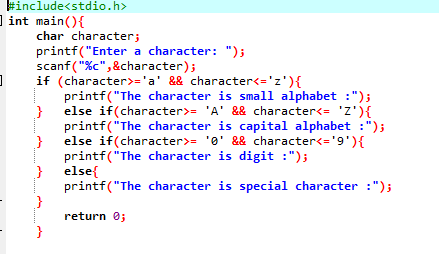 #include<stdio.h>
int main(){
char character;
printf("Enter a character: ");
scanf("%c",&character);
if (character>='a' && character<='z'){
printf("The character is small alphabet :");
} else if(character>= 'A' && character<= 'Z'){
printf("The character is capital alphabet :");
} else if(character>= '0' && character<='9'){
printf("The character is digit :");
} else{
printf("The character is special character :");
}
return 0;
}